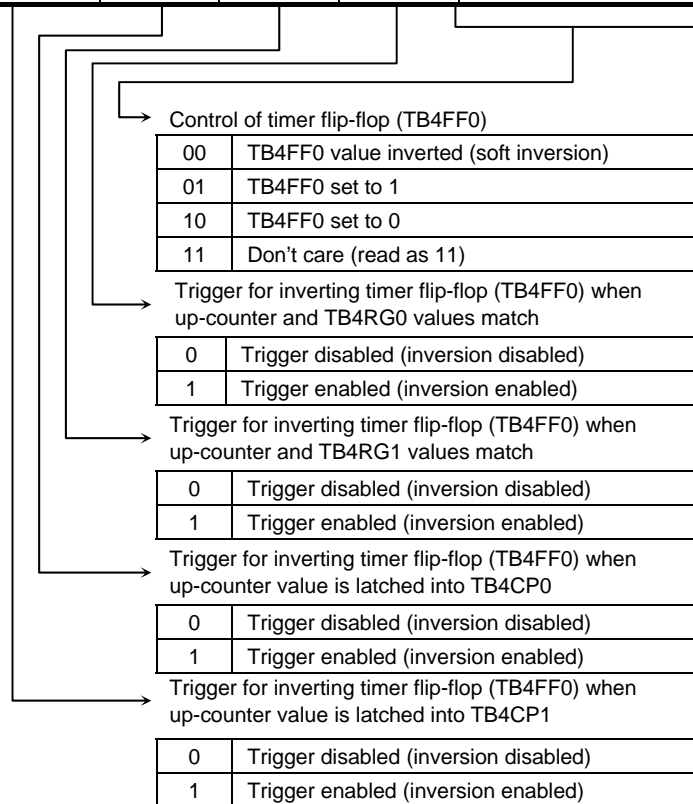 Control of timer flip-flop (TB4FF0)
00 TB4FF0 value inverted (soft inversion)
01 TB4FF0 set to 1
10 TB4FF0 set to 0
11 Don't care (read as 11)
Trigger for inverting timer flip-flop (TB4FF0) when
up-counter and TB4RG0 values match
0 Trigger disabled (inversion disabled)
1 Trigger enabled (inversion enabled)
Trigger for inverting timer flip-flop (TB4FF0) when
up-counter and TB4RG1 values match
0 Trigger disabled (inversion disabled)
1 Trigger enabled (inversion enabled)
Trigger for inverting timer flip-flop (TB4FF0) when
up-counter value is latched into TB4CP0
0 Trigger disabled (inversion disabled)
1 Trigger enabled (inversion enabled)
Trigger for inverting timer flip-flop (TB4FF0) when
up-counter value is latched into TB4CP1
0 Trigger disabled (inversion disabled)
1 Trigger enabled (inversion enabled)